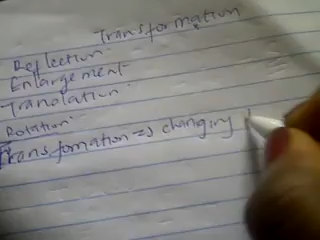 Transformation
Reflection
Enlargement
Translation
Rotation
Transformation => changing